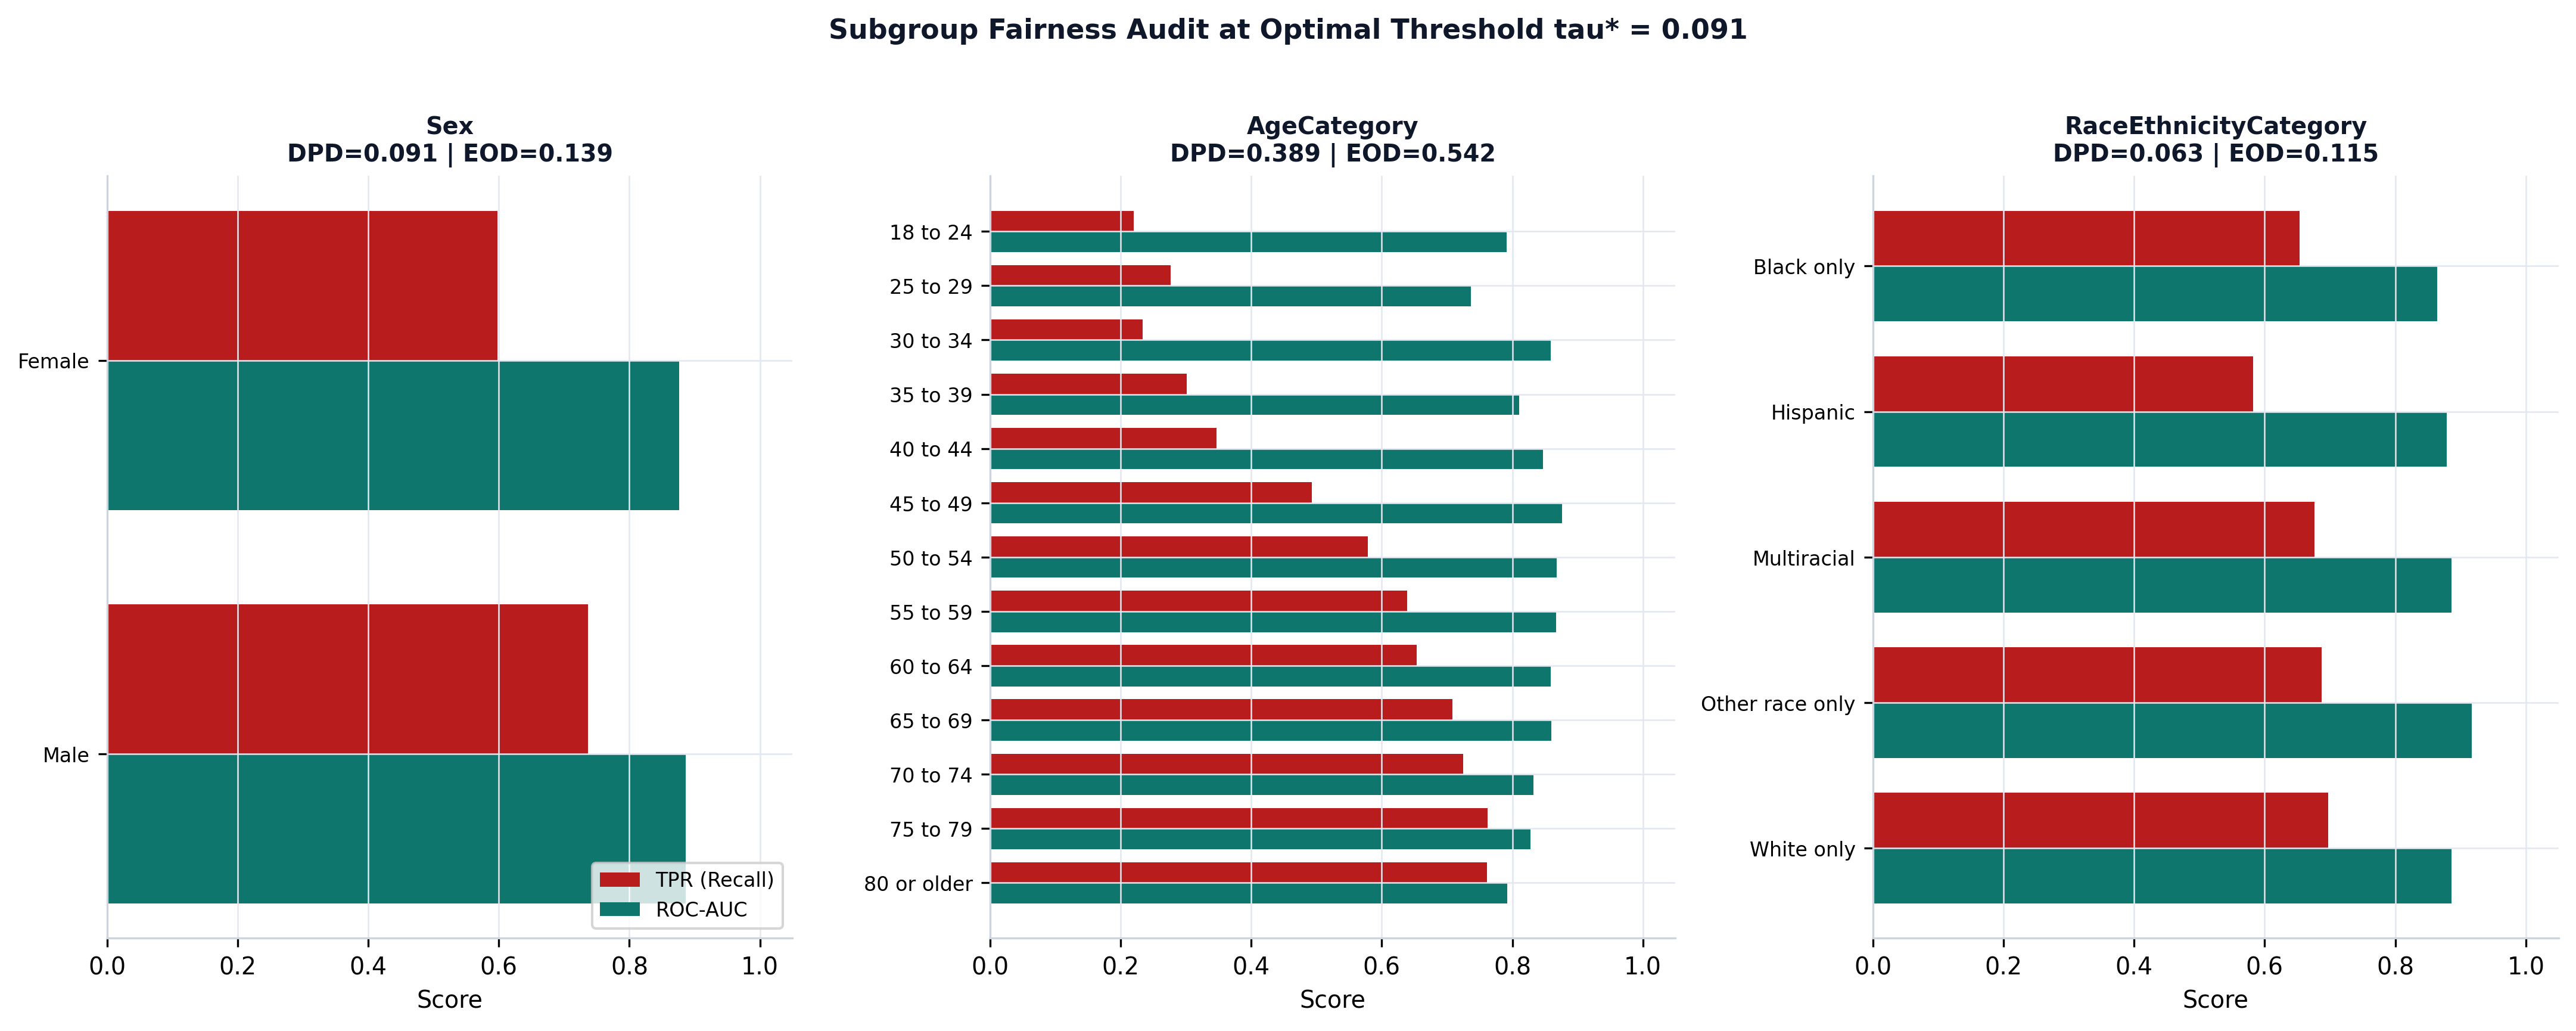 Subgroup Fairness Audit at Optimal Threshold tau* = 0.091
Sex
DPD=0.091 | EOD=0.139
Female
Male
TPR (Recall)
ROC-AUC
0.0 0.2 0.4 0.6 0.8 1.0
Score
AgeCategory
DPD=0.389 | EOD=0.542
18 to 24
25 to 29
30 to 34
35 to 39
40 to 44
45 to 49
50 to 54
55 to 59
60 to 64
65 to 69
70 to 74
75 to 79
80 or older
0.0 0.2 0.4 0.6 0.8 1.0
Score
RaceEthnicityCategory
DPD=0.063 | EOD=0.115
Black only
Hispanic
Multiracial
Other race only
White only
0.0 0.2 0.4 0.6 0.8 1.0
Score